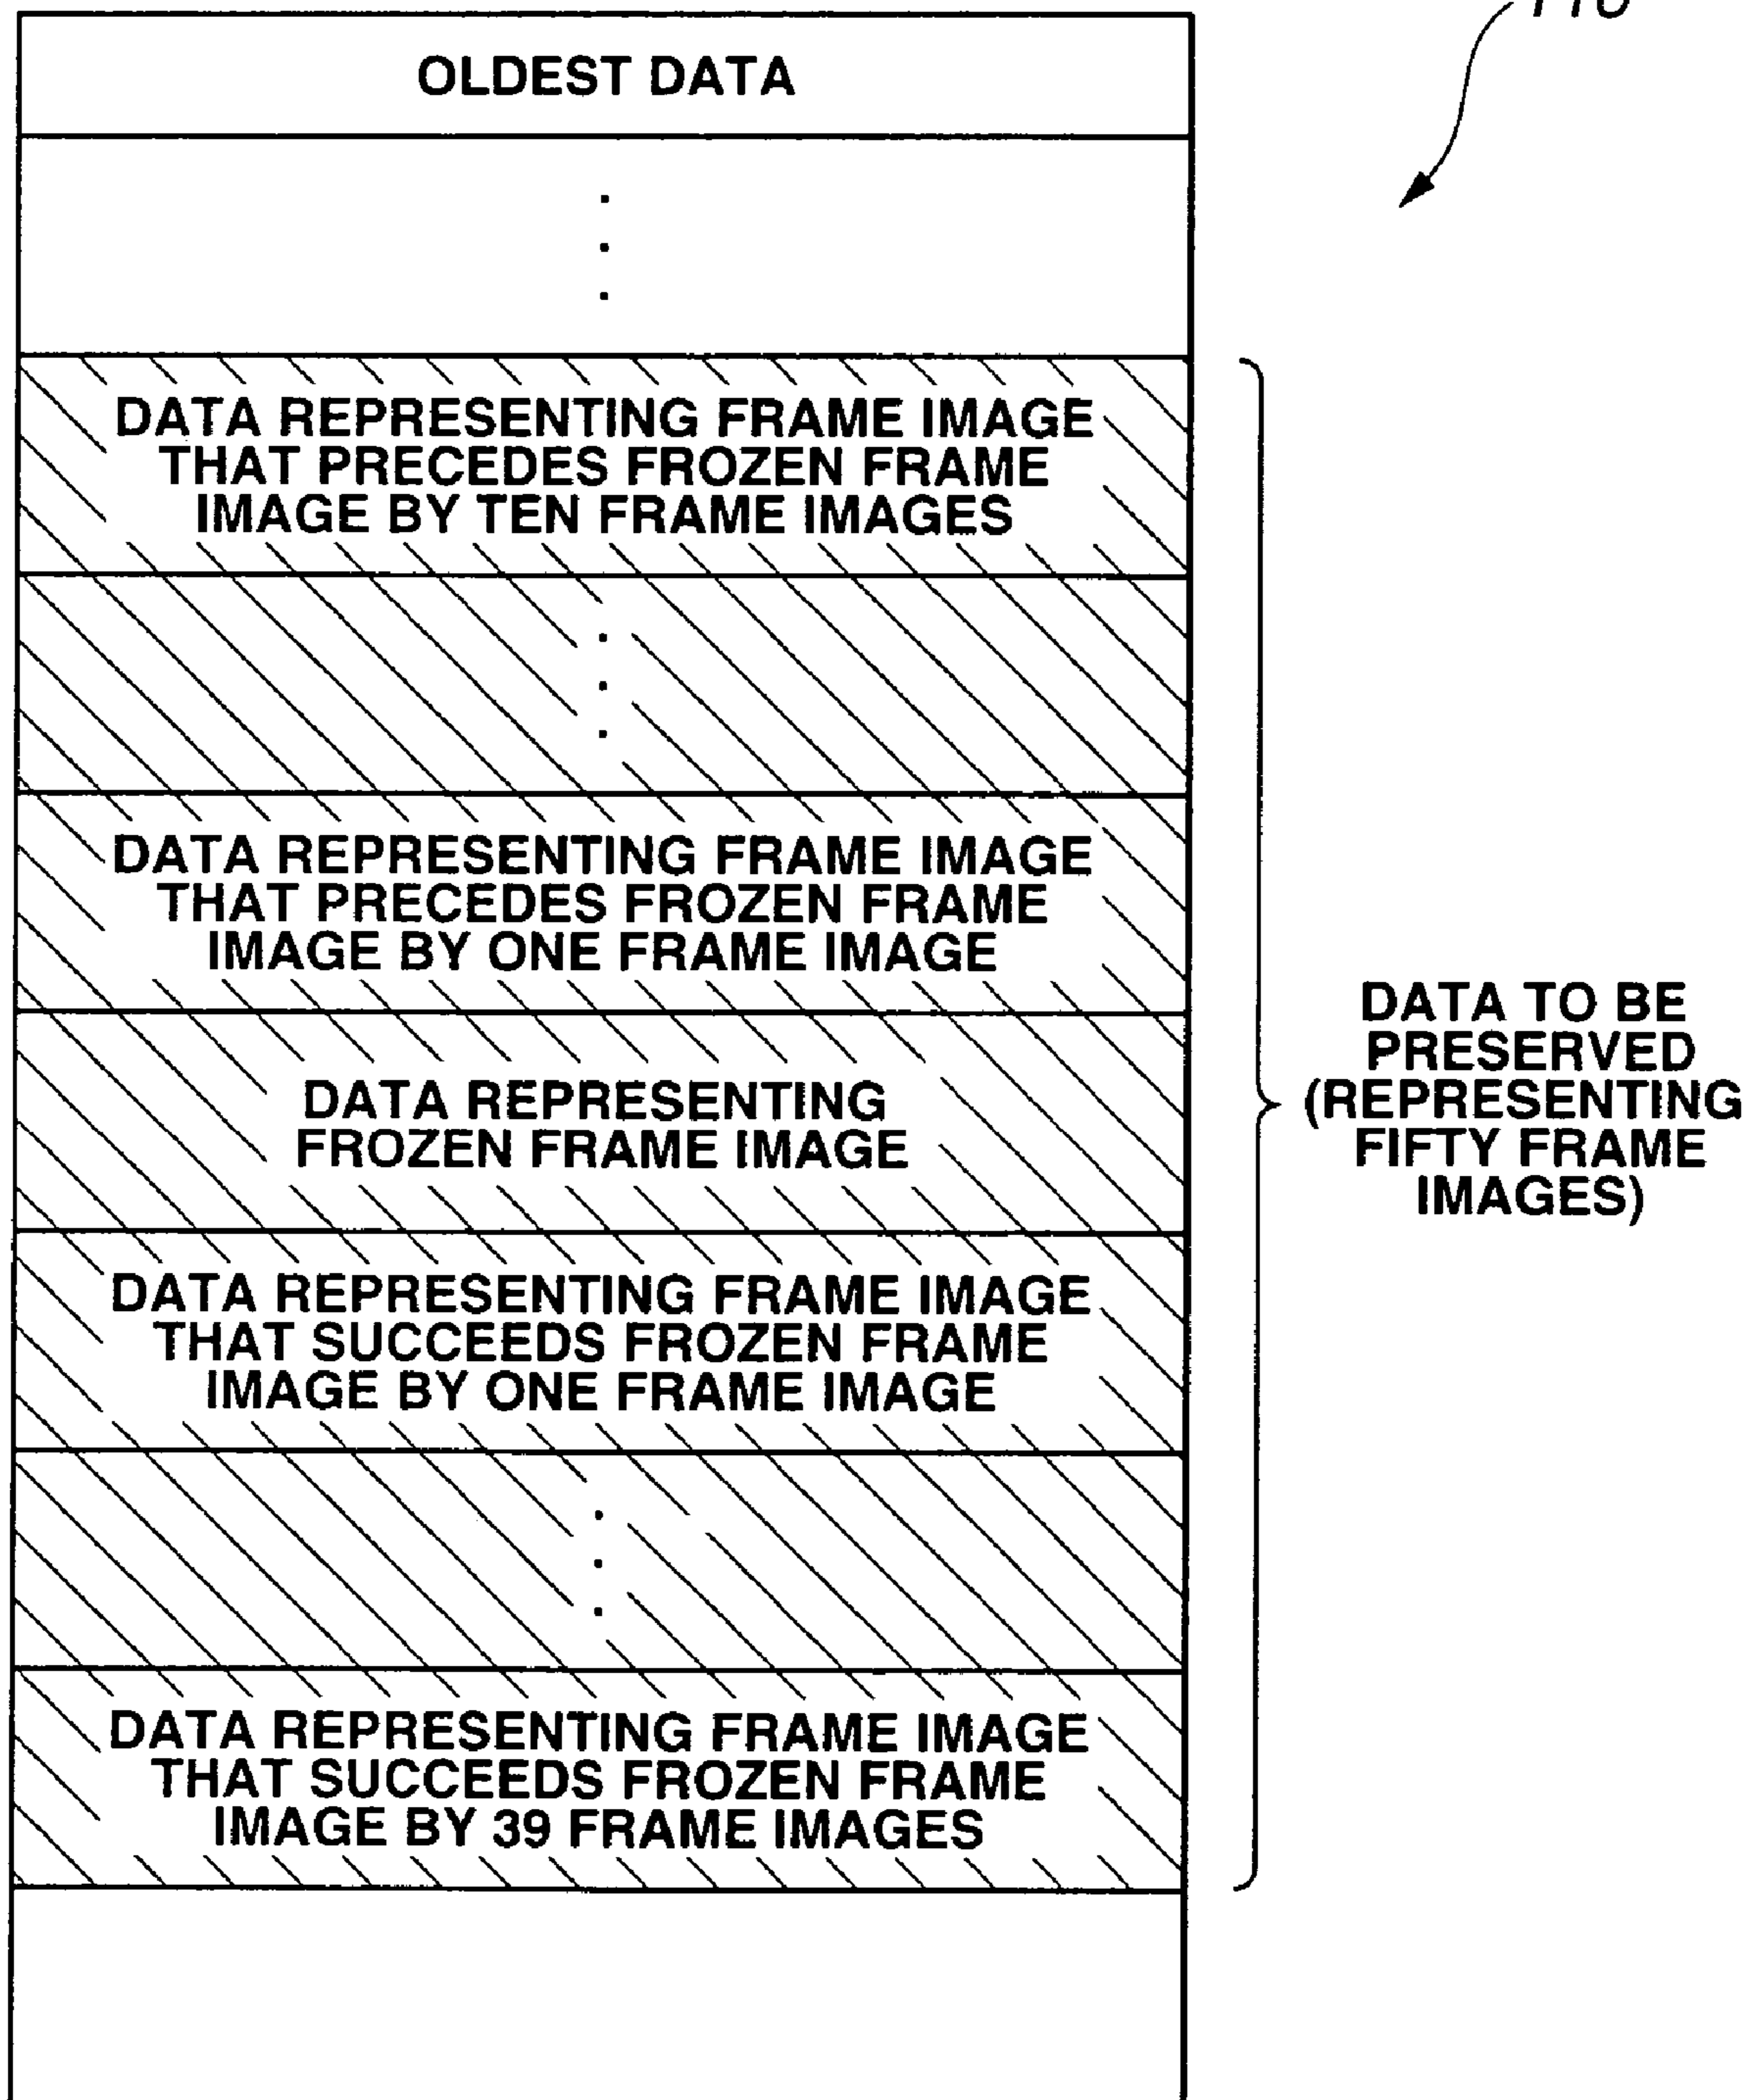 OLDEST DATA
.
.
.
DATA REPRESENTING FRAME IMAGE
THAT PRECEDES FROZEN FRAME
IMAGE BY TEN FRAME IMAGES
.
.
.
DATA REPRESENTING FRAME IMAGE
THAT PRECEDES FROZEN FRAME
IMAGE BY ONE FRAME IMAGE
DATA REPRESENTING
FROZEN FRAME IMAGE
DATA REPRESENTING FRAME IMAGE
THAT SUCCEEDS FROZEN FRAME
IMAGE BY ONE FRAME IMAGE
.
.
.
DATA REPRESENTING FRAME IMAGE
THAT SUCCEEDS FROZEN FRAME
IMAGE BY 39 FRAME IMAGES
DATA TO BE
PRESERVED
(REPRESENTING
FIFTY FRAME
IMAGES)